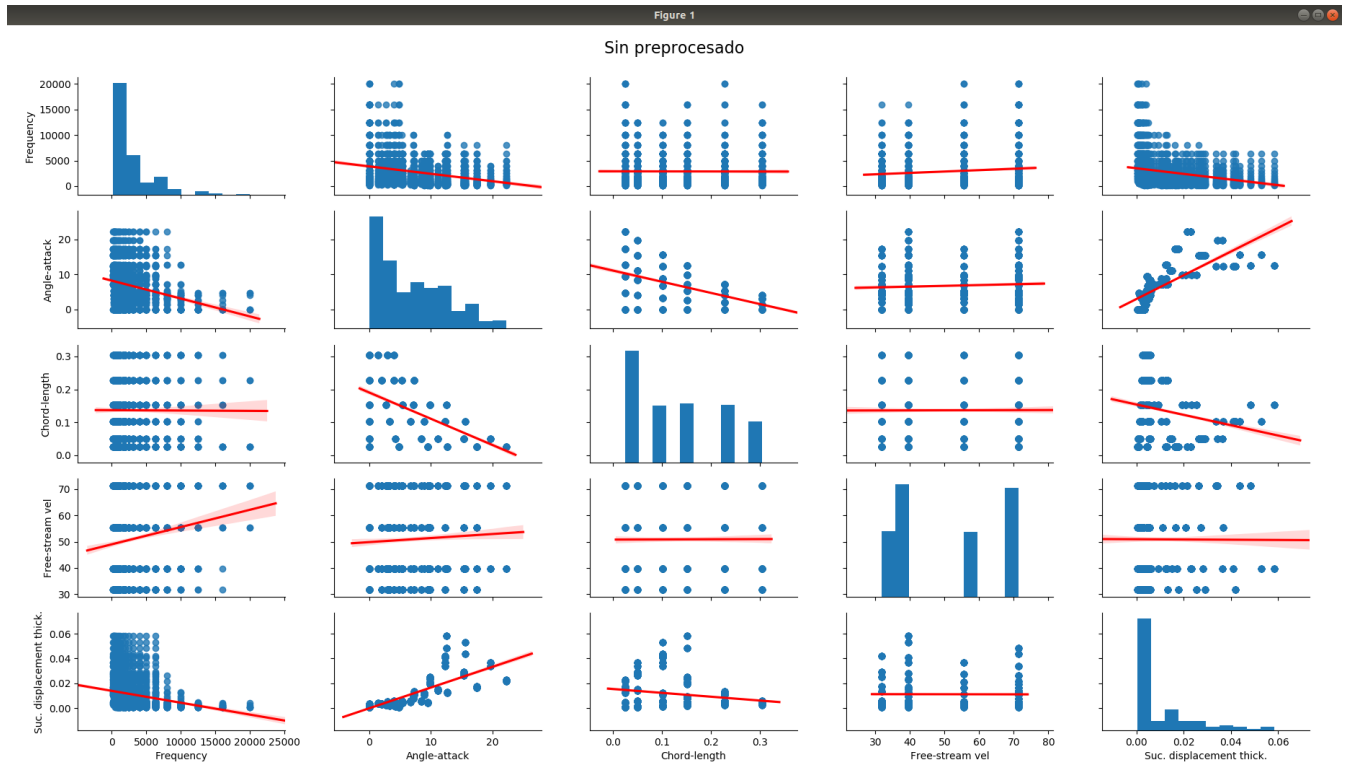 Figure 1
Sin preprocesado
Frequency
20000
15000
10000
5000
0
Angle-attack
20
10
0
Chord-length
0.3
0.2
0.1
0.0
Free-stream vel
70
60
50
40
30
Suc. displacement thick.
0.06
0.04
0.02
0.00
0 5000 10000 15000 20000 25000
Frequency
0 10 20
Angle-attack
0.0 0.1 0.2 0.3
Chord-length
30 40 50 60 70 80
Free-stream vel
0.00 0.02 0.04 0.06
Suc. displacement thick.